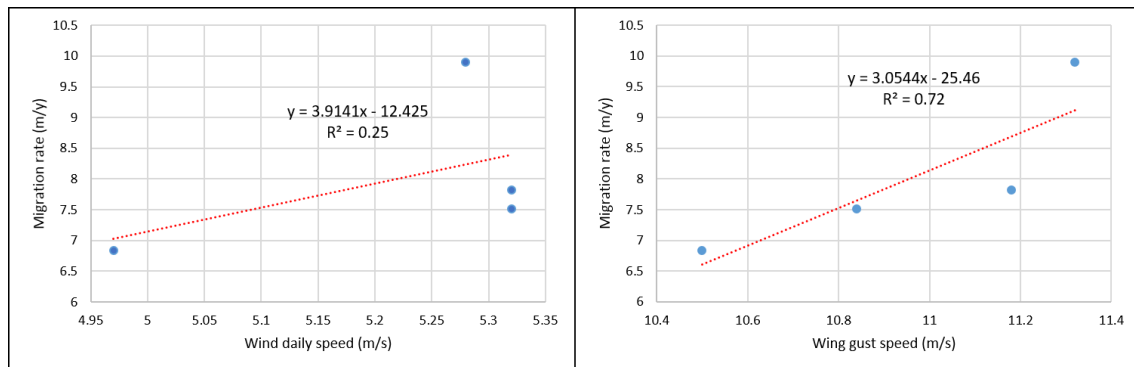 10.5
10
9.5
9
8.5
8
7.5
7
6.5
6
Migration rate (m/y)
y = 3.9141x - 12.425
R² = 0.25
4.95 5 5.05 5.1 5.15 5.2 5.25 5.3 5.35
Wind daily speed (m/s)
10.5
10
9.5
9
8.5
8
7.5
7
6.5
6
Migration rate (m/y)
y = 3.0544x - 25.46
R² = 0.72
10.4 10.6 10.8 11 11.2 11.4
Wing gust speed (m/s)